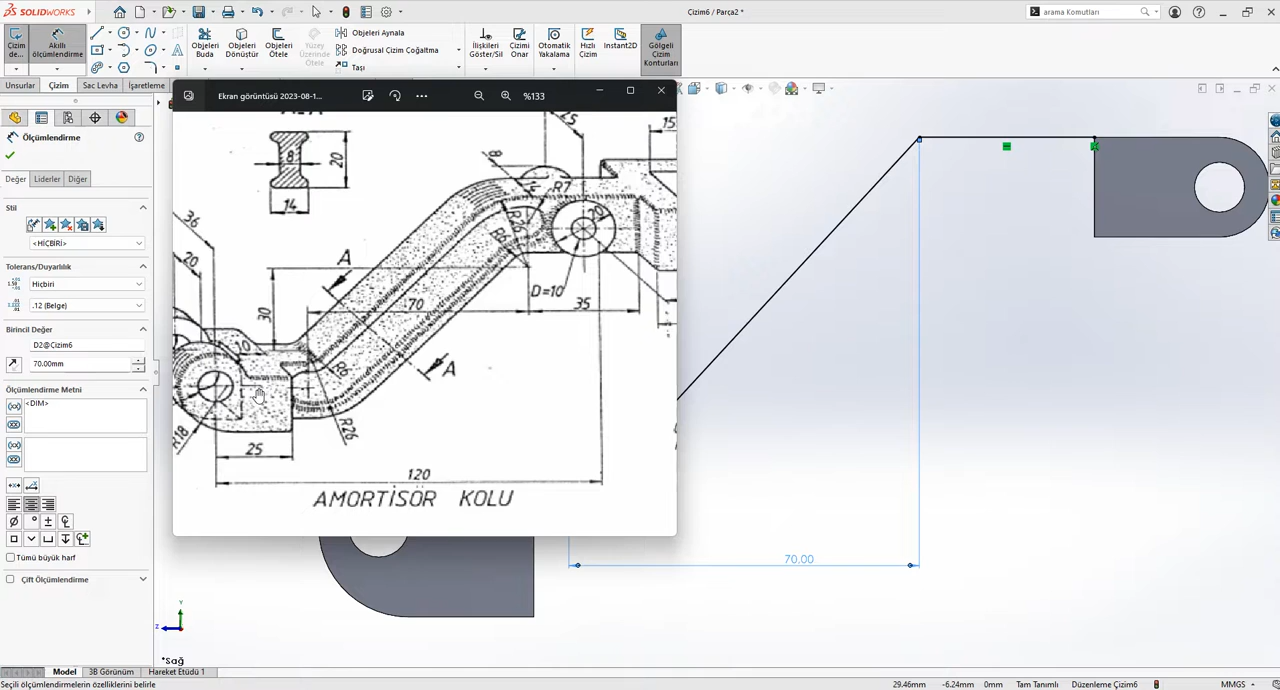 SOLIDWORKS
Çizim6 / Parca2 *
arama Komutları
Çizim
de...
Akıllı
ölçümlendirme
Objeleri
Buda
Objeleri
Dönüştür
Objeleri
Ötele
Yüzey
Üzerinde
Ötele
Objeleri Aynala
Doğrusal Çizim Çoğaltma
Taşı
İlişkileri
Göster/Sil
Çizimi
Onar
Otomatik
Yakalama
Hızlı
Çizim
Instant2D
Gölgeli
Çizim
Konturları
Unsurlar
Çizim
İşaretleme
Sac Levha
Ekran görüntüsü 2023-08-1...
%133
Ölçümlendirme
Değer
Liderler
Diğer
Stil
<HİÇBİRİ>
Tolerans/Duyarlılık
Hiçbiri
.12 (Belge)
Birincil Değer
D2@Çizim6
70.00mm
Ölçümlendirme Metni
<DIM>
Tümü büyük harf
Çift Ölçümlendirme
8
20
14
36
20
30
A
70
A
8
14
R7
R26
R6
20
D=10
35
15
10
R18
25
R26
120
AMORTİSÖR KOLU
70.00
Y
Z
*Sağ
Model
3B Görünüm
Hareket Etüdü 1
Seçili ölçümlendirmelerin özelliklerini belirle
29.46mm
-6.24mm
0mm
Tam Tanımlı
Düzenleme Çizim6
MMGS